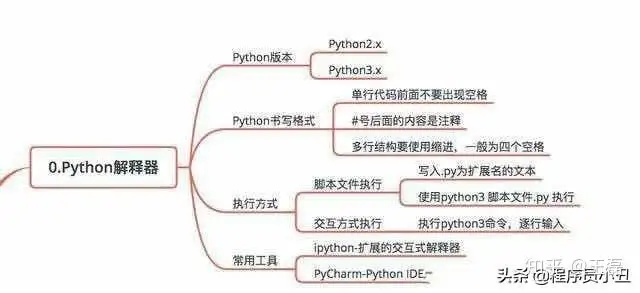 Python版本
Python2.x
Python3.x
Python书写格式
单行代码前面不要出现空格
#号后面的内容是注释
多行结构要使用缩进，一般为四个空格
0.Python解释器
执行方式
脚本文件执行
写入.py为扩展名的文本
使用python3 脚本文件.py 执行
交互方式执行
执行python3命令，逐行输入
常用工具
ipython-扩展的交互式解释器
PyCharm-Python IDE
知乎 @王磊
头条 @程序员小丑